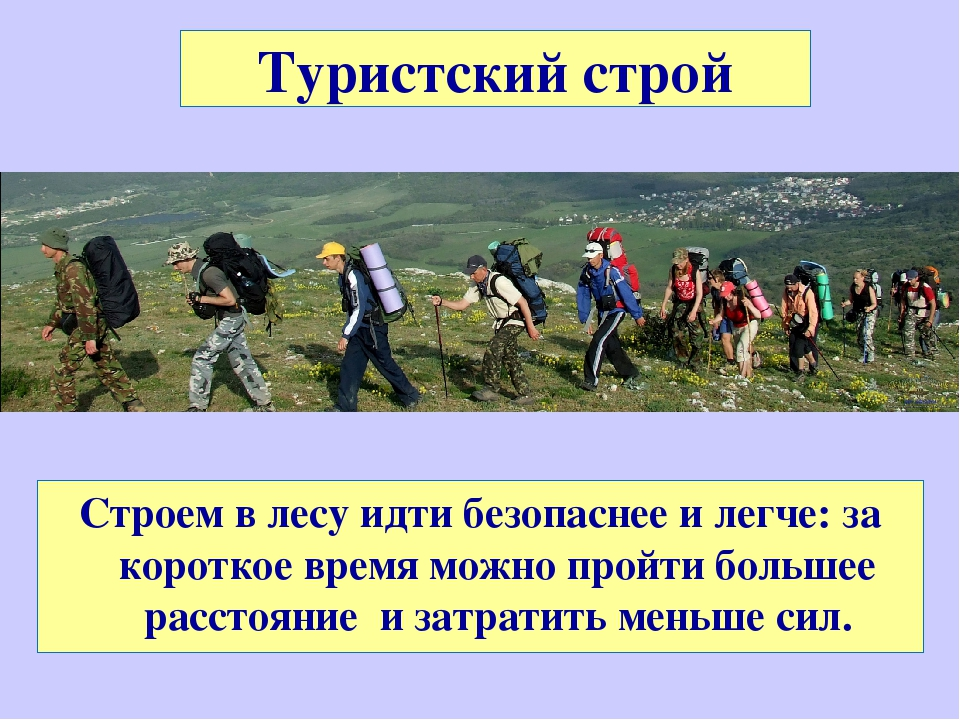 Туристский строй
Строем в лесу идти безопаснее и легче: за
короткое время можно пройти большее
расстояние и затратить меньше сил.